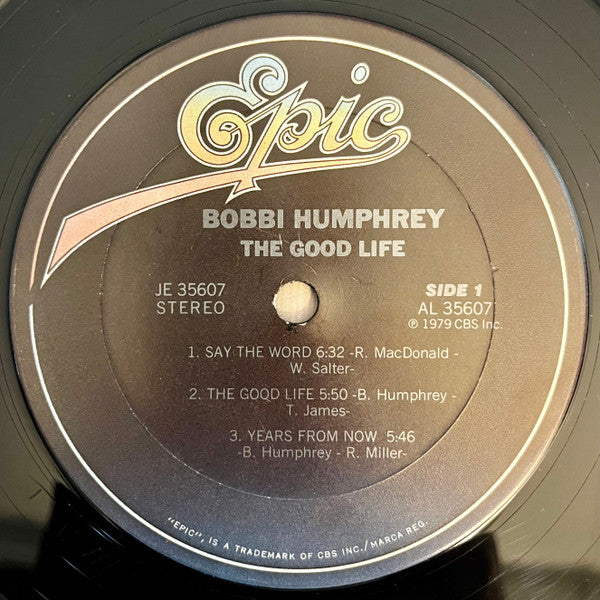 Epic
BOBBI HUMPHREY
THE GOOD LIFE
JE 35607
STEREO
SIDE 1
AL 35607
℗ 1979 CBS Inc.
1. SAY THE WORD 6:32 -R. MacDonald -
W. Salter-
2. THE GOOD LIFE 5:50 -B. Humphrey -
T. James-
3. YEARS FROM NOW 5:46
-B. Humphrey - R. Miller-
"EPIC", IS A TRADEMARK OF CBS INC./MARCA REG.